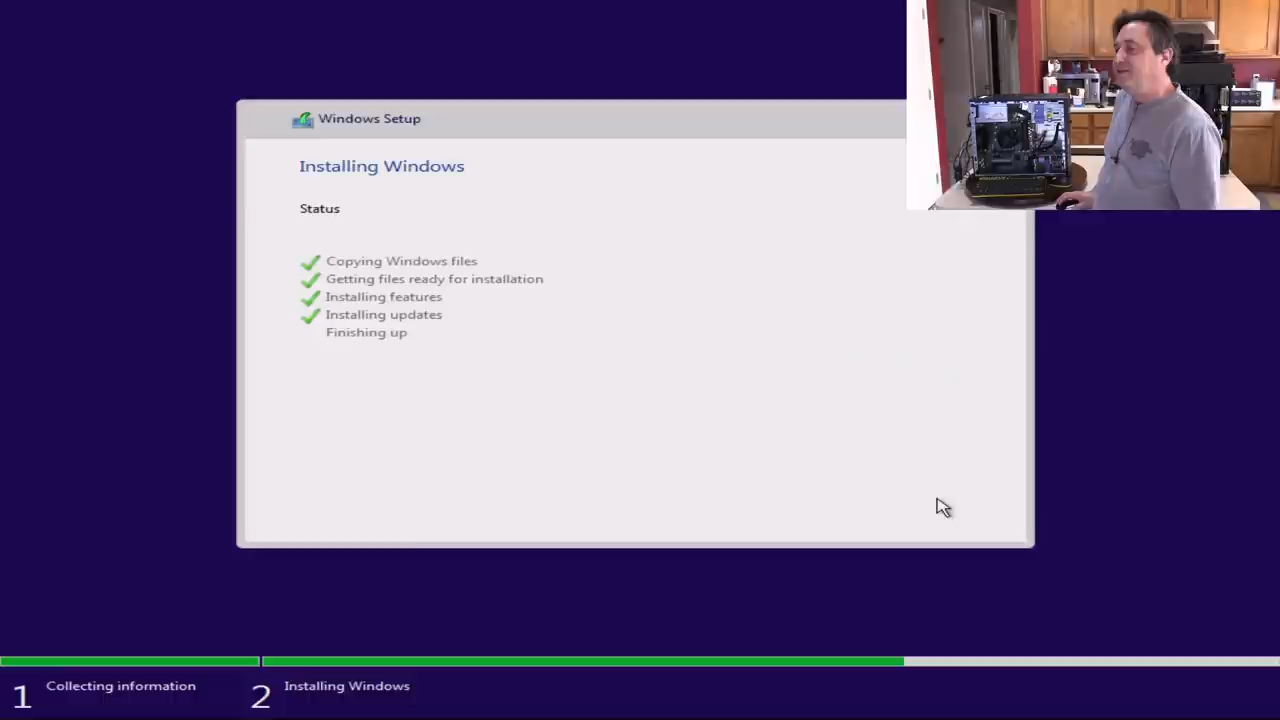 Windows Setup
Installing Windows
Status
Copying Windows files
Getting files ready for installation
Installing features
Installing updates
Finishing up
1 Collecting information
2 Installing Windows